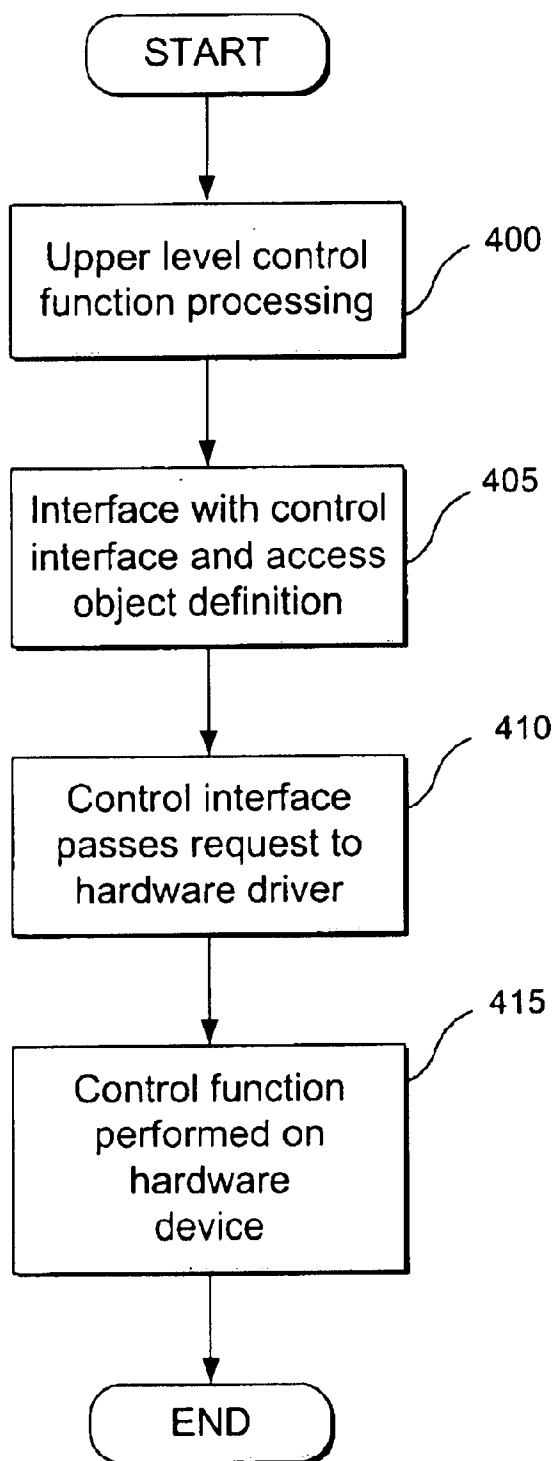 START
Upper level control
function processing
400
Interface with control
interface and access
object definition
405
Control interface
passes request to
hardware driver
410
Control function
performed on
hardware
device
415
END